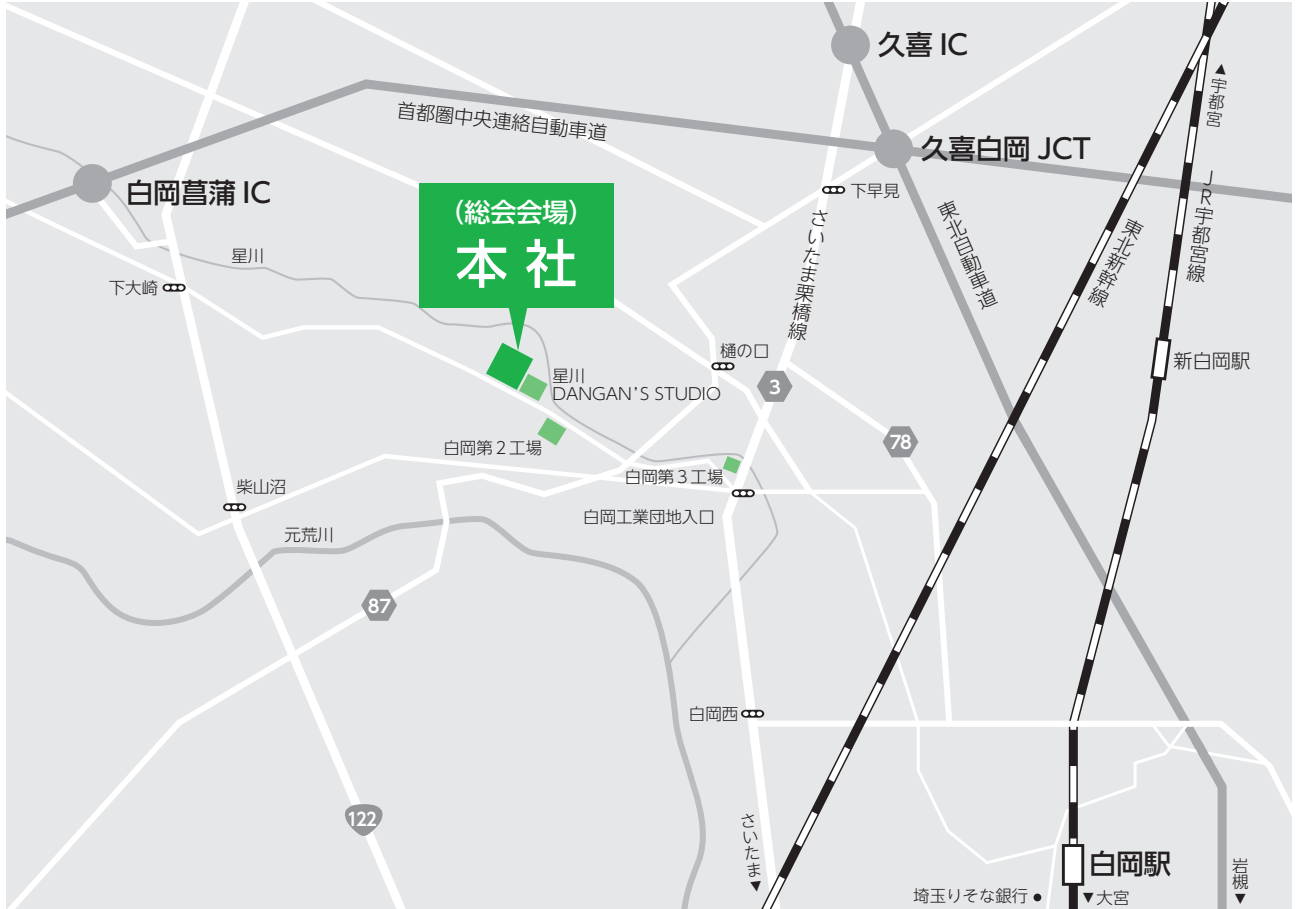 久喜 IC
▲宇都宮
首都圏中央連絡自動車道
久喜白岡 JCT
白岡菖蒲 IC
(総会会場)
本 社
下早見
JR宇都宮線
東北自動車道
東北新幹線
さいたま栗橋線
星川
下大崎
樋の口
新白岡駅
星川
DANGAN'S STUDIO
3
78
白岡第2工場
白岡第3工場
柴山沼
白岡工業団地入口
元荒川
87
白岡西
122
さいたま▼
白岡駅
岩槻▼
埼玉りそな銀行 ●
▼大宮